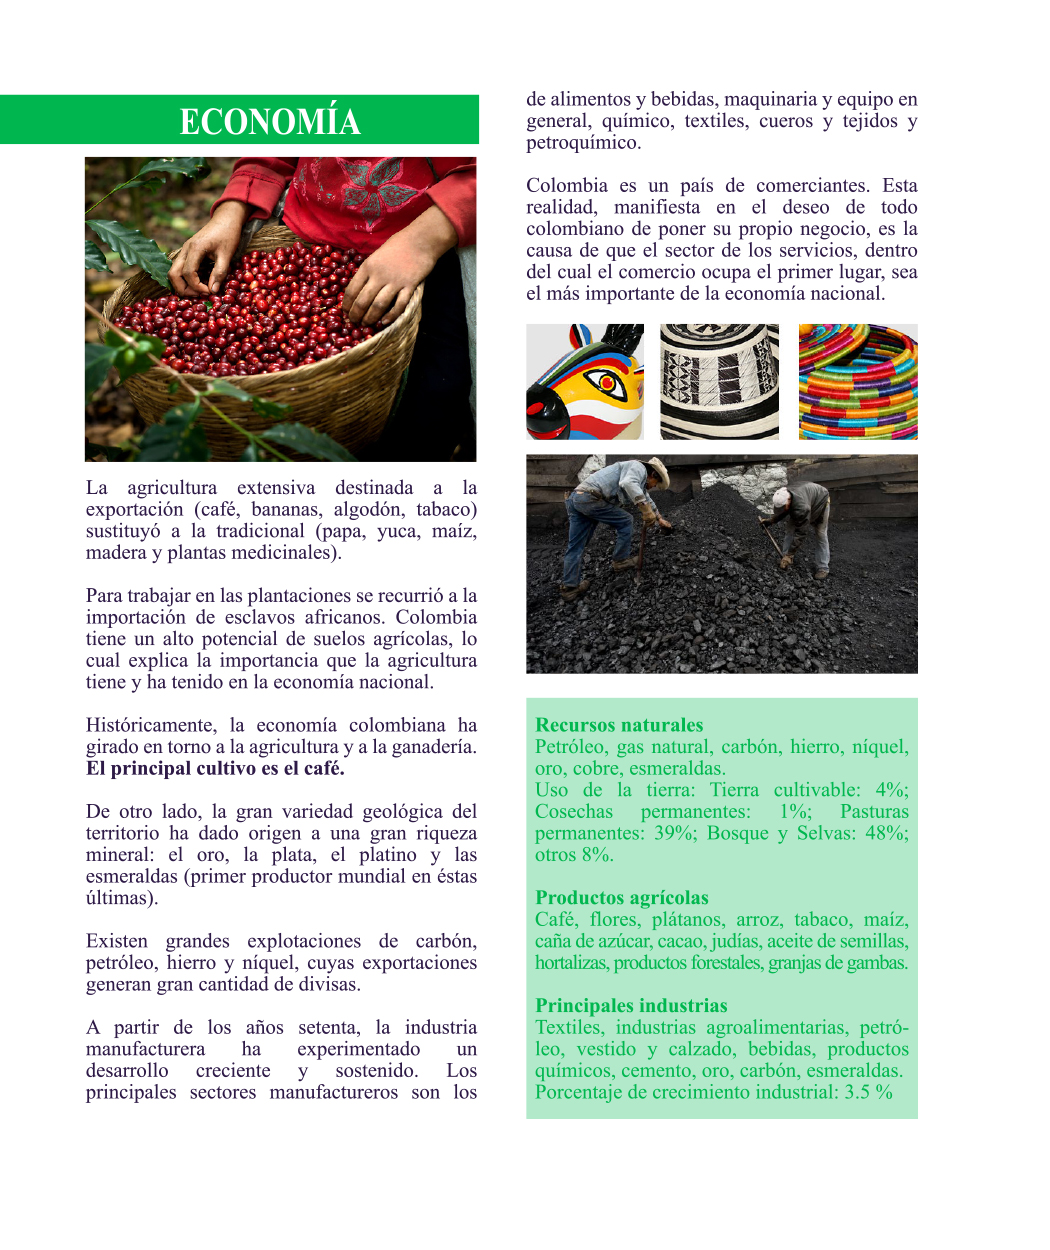 ECONOMÍA
La agricultura extensiva destinada a la
exportación (café, bananas, algodón, tabaco)
sustituyó a la tradicional (papa, yuca, maíz,
madera y plantas medicinales).
Para trabajar en las plantaciones se recurrió a la
importación de esclavos africanos. Colombia
tiene un alto potencial de suelos agrícolas, lo
cual explica la importancia que la agricultura
tiene y ha tenido en la economía nacional.
Históricamente, la economía colombiana ha
girado en torno a la agricultura y a la ganadería.
El principal cultivo es el café.
De otro lado, la gran variedad geológica del
territorio ha dado origen a una gran riqueza
mineral: el oro, la plata, el platino y las
esmeraldas (primer productor mundial en éstas
últimas).
Existen grandes explotaciones de carbón,
petróleo, hierro y níquel, cuyas exportaciones
generan gran cantidad de divisas.
A partir de los años setenta, la industria
manufacturera ha experimentado un
desarrollo creciente y sostenido. Los
principales sectores manufactureros son los
de alimentos y bebidas, maquinaria y equipo en
general, químico, textiles, cueros y tejidos y
petroquímico.
Colombia es un país de comerciantes. Esta
realidad, manifiesta en el deseo de todo
colombiano de poner su propio negocio, es la
causa de que el sector de los servicios, dentro
del cual el comercio ocupa el primer lugar, sea
el más importante de la economía nacional.
Recursos naturales
Petróleo, gas natural, carbón, hierro, níquel,
oro, cobre, esmeraldas.
Uso de la tierra: Tierra cultivable: 4%;
Cosechas permanentes: 1%; Pasturas
permanentes: 39%; Bosque y Selvas: 48%;
otros 8%.
Productos agrícolas
Café, flores, plátanos, arroz, tabaco, maíz,
caña de azúcar, cacao, judías, aceite de semillas,
hortalizas, productos forestales, granjas de gambas.
Principales industrias
Textiles, industrias agroalimentarias, petró-
leo, vestido y calzado, bebidas, productos
químicos, cemento, oro, carbón, esmeraldas.
Porcentaje de crecimiento industrial: 3.5 %